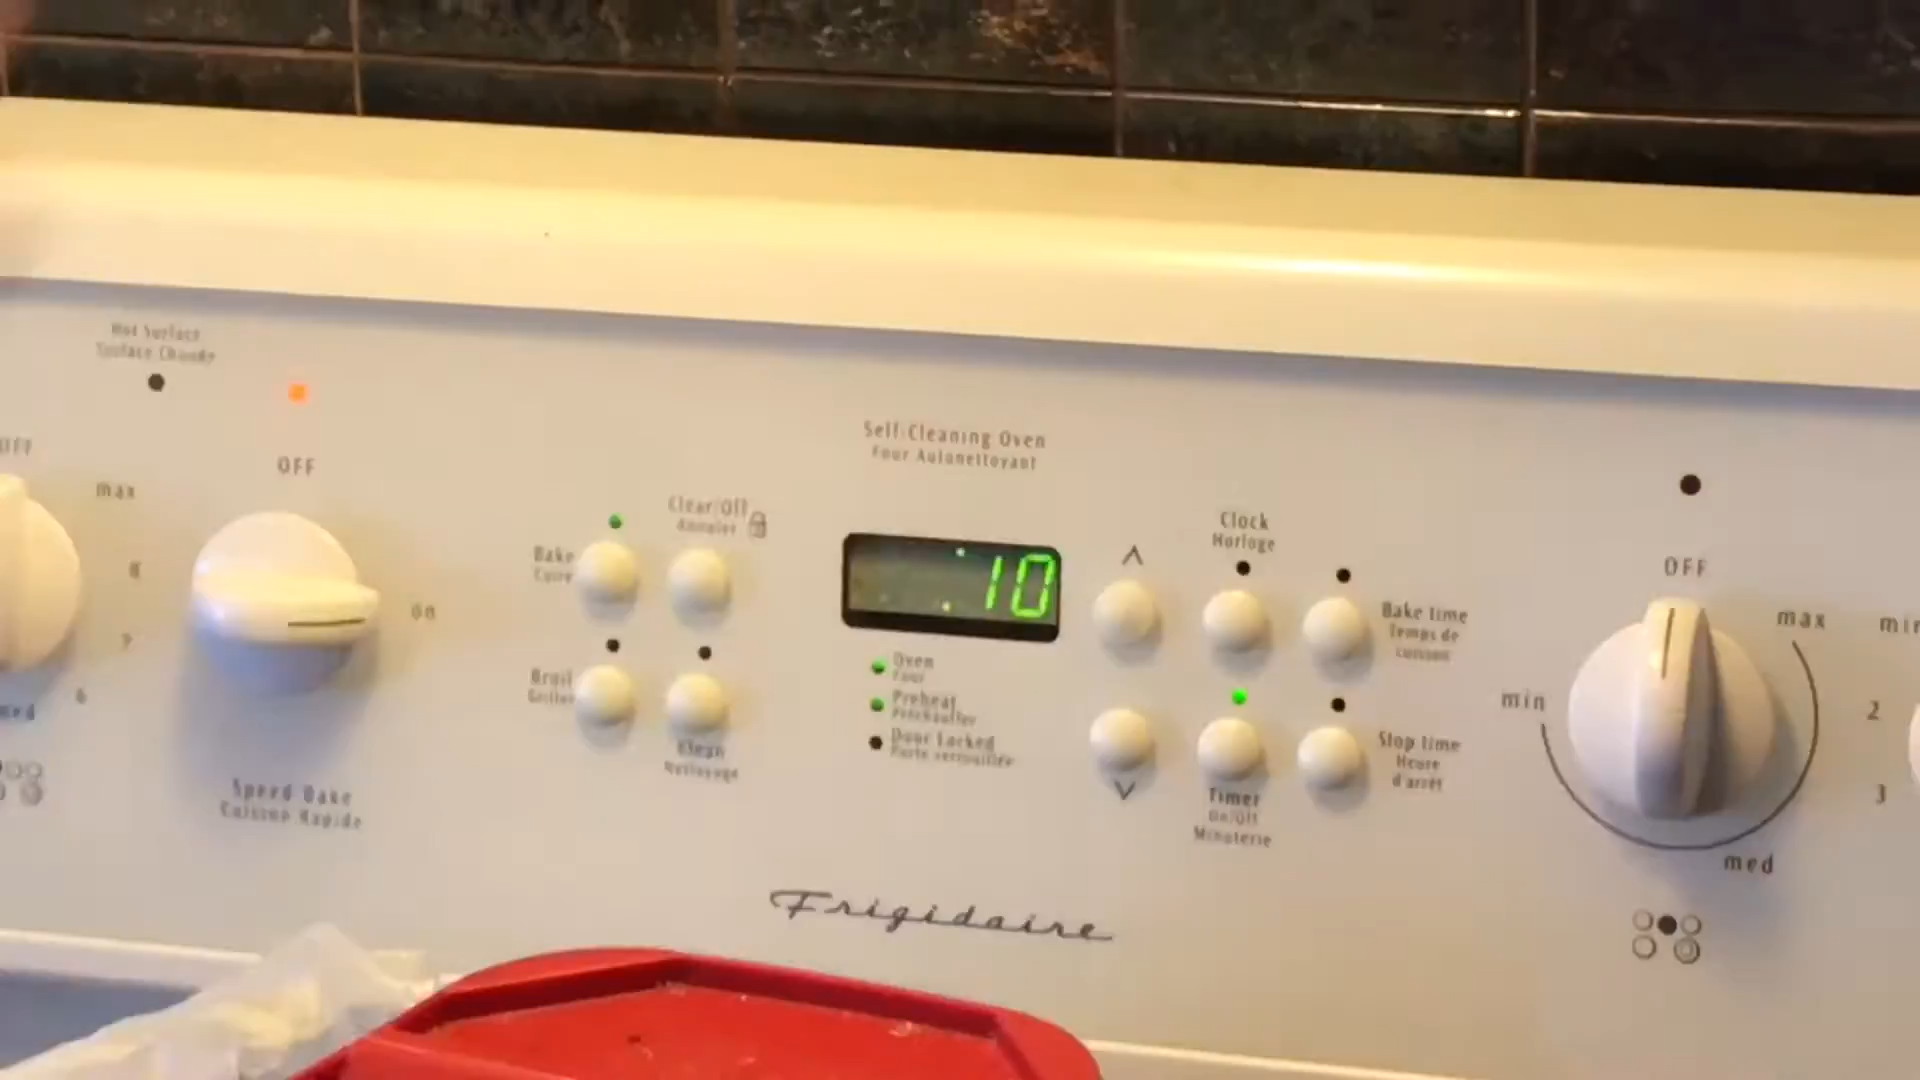 Hot Surface
Surface Chaude
OFF
max
8
7
6
med
OFF
on
Speed Bake
Cuisson Rapide
Bake
Cuire
Clear/Off
Annuler
Broil
Griller
Clean
Nettoyage
Self-Cleaning Oven
Four Autonettoyant
10
Oven
Four
Preheat
Préchauffer
Door Locked
Porte verrouillée
Clock
Horloge
Bake time
Temps de
cuisson
Timer
On/Off
Minuterie
Stop time
Heure
d'arrêt
Frigidaire
OFF
min
max
med
2
3